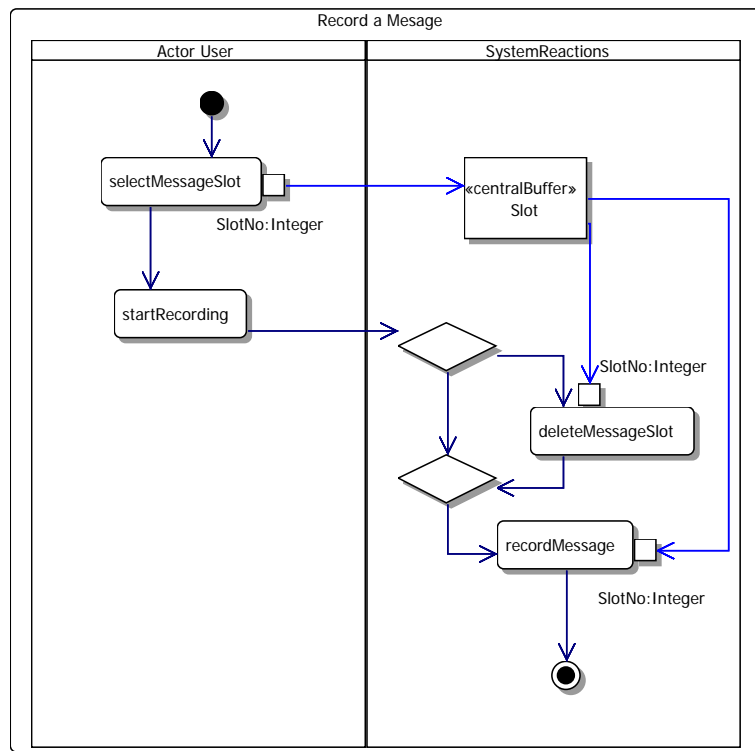 Record a Mesage
Actor User
SystemReactions
selectMessageSlot
SlotNo:Integer
«centralBuffer»
Slot
startRecording
SlotNo:Integer
deleteMessageSlot
recordMessage
SlotNo:Integer